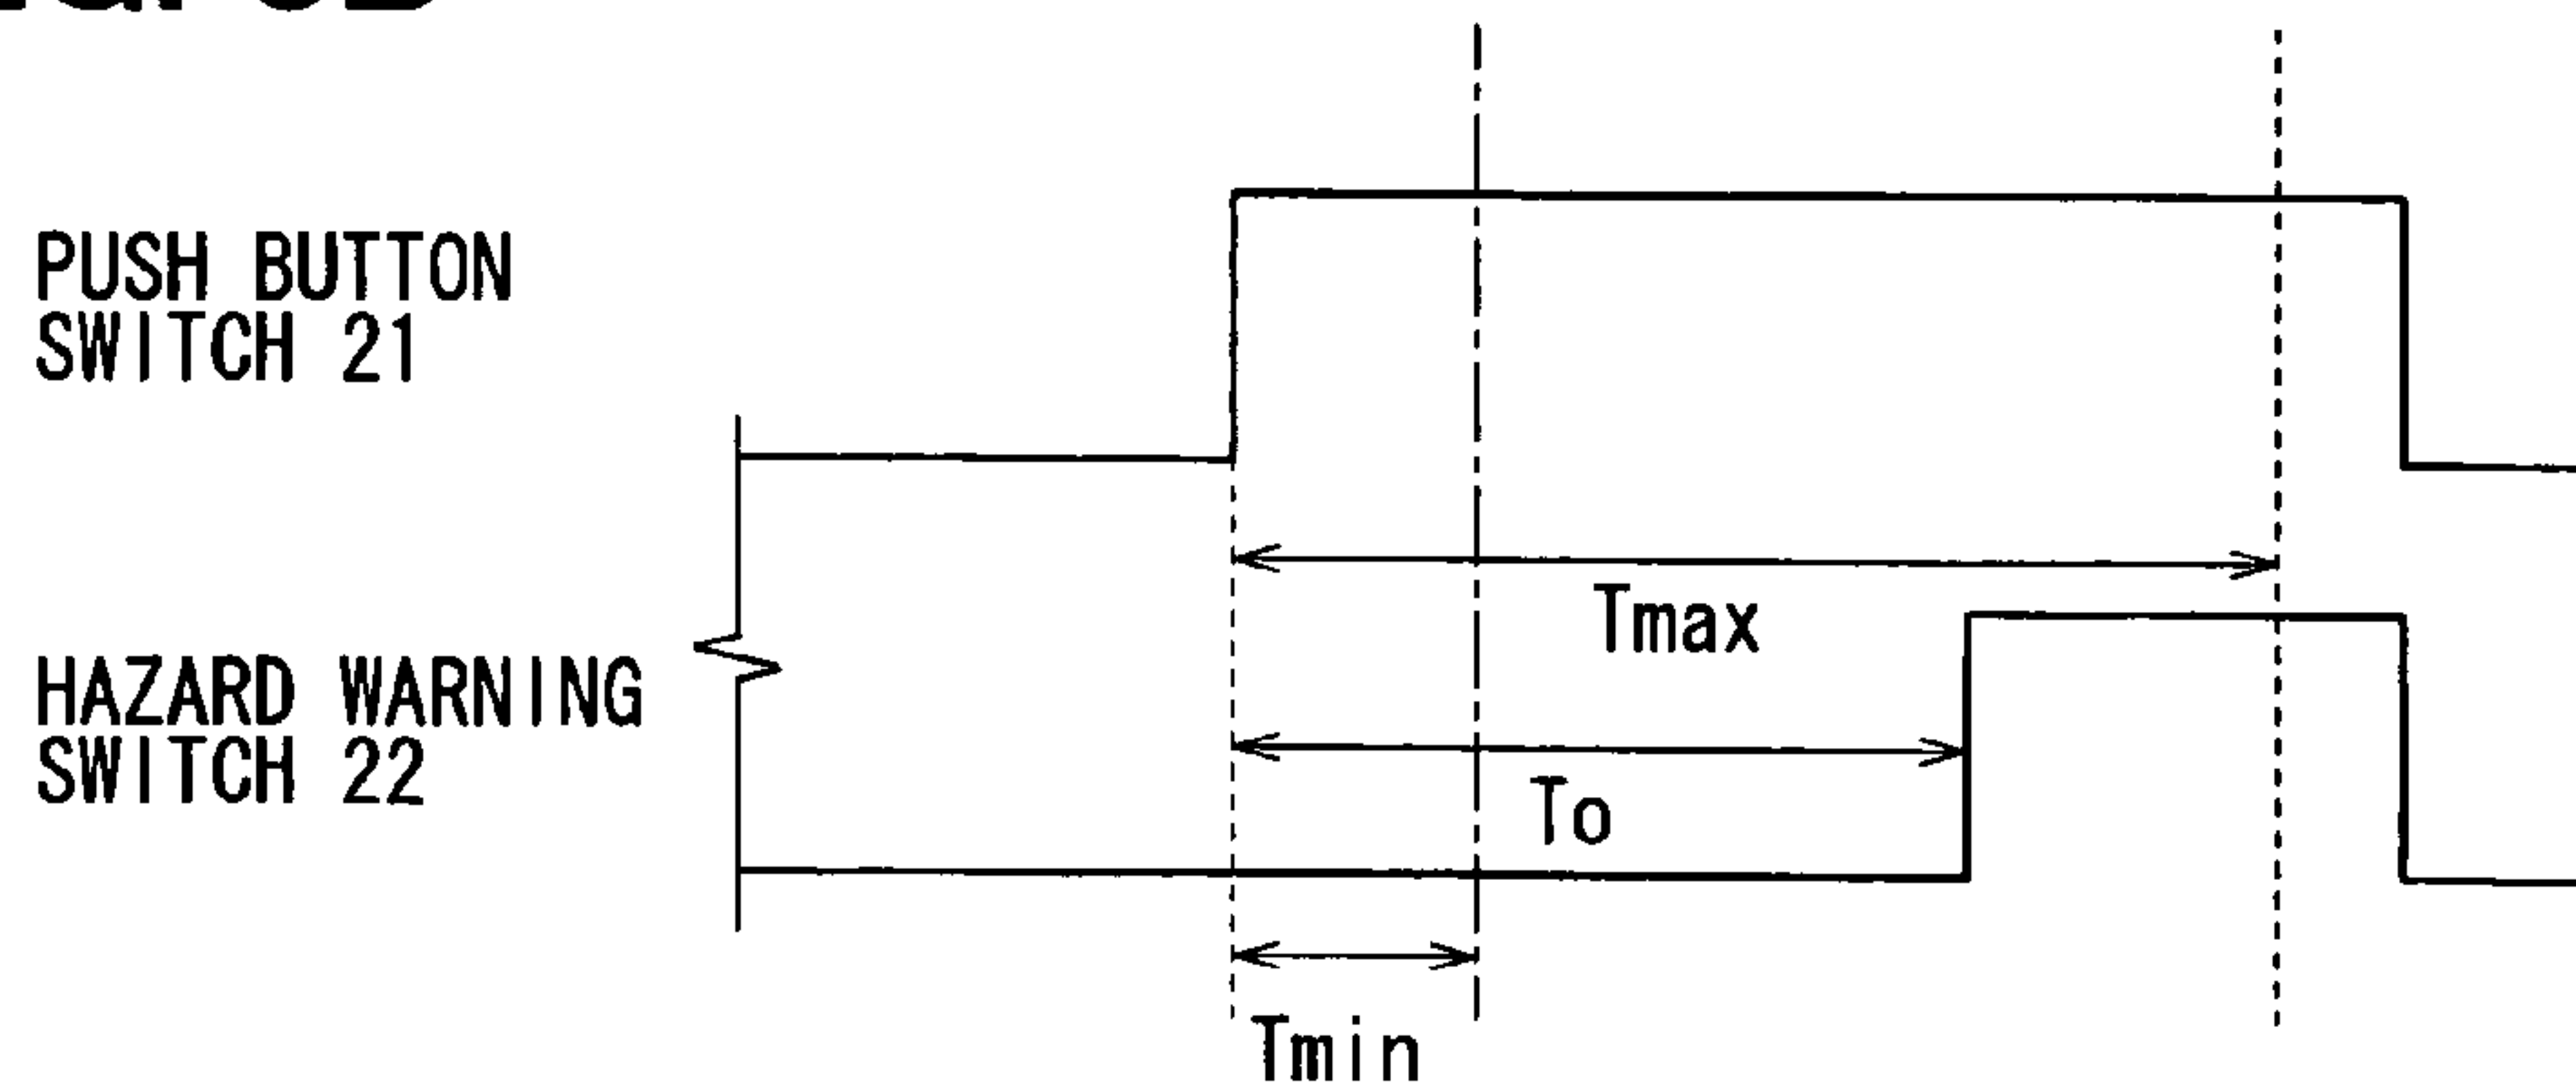 PUSH BUTTON
SWITCH 21
Tmax
HAZARD WARNING
SWITCH 22
To
Tmin